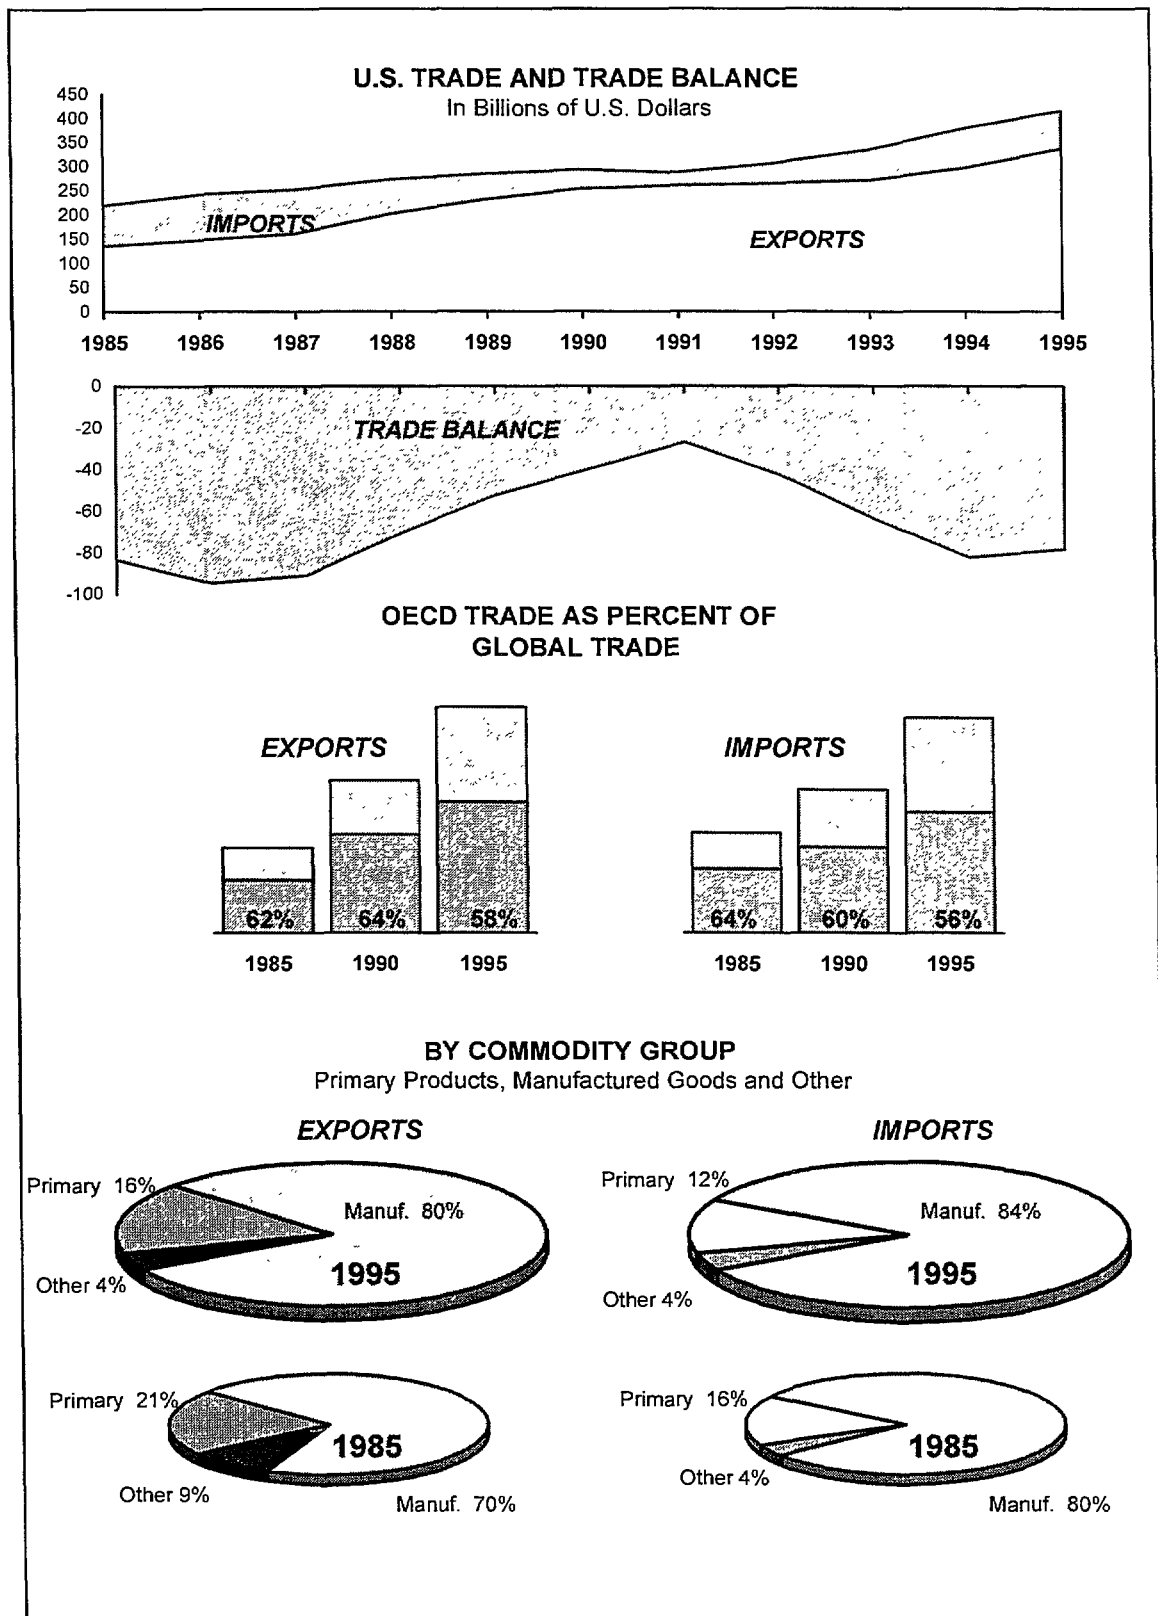 U.S. TRADE AND TRADE BALANCE
In Billions of U.S. Dollars
450
400
350
300
250
200
150
100
50
0
IMPORTS
EXPORTS
1985 1986 1987 1988 1989 1990 1991 1992 1993 1994 1995
0
-20
-40
-60
-80
-100
TRADE BALANCE
OECD TRADE AS PERCENT OF
GLOBAL TRADE
EXPORTS
62% 64% 58%
1985 1990 1995
IMPORTS
64% 60% 56%
1985 1990 1995
BY COMMODITY GROUP
Primary Products, Manufactured Goods and Other
EXPORTS
Primary 16%
Manuf. 80%
1995
Other 4%
IMPORTS
Primary 12%
Manuf. 84%
1995
Other 4%
Primary 21%
1985
Other 9%
Manuf. 70%
Primary 16%
1985
Other 4%
Manuf. 80%